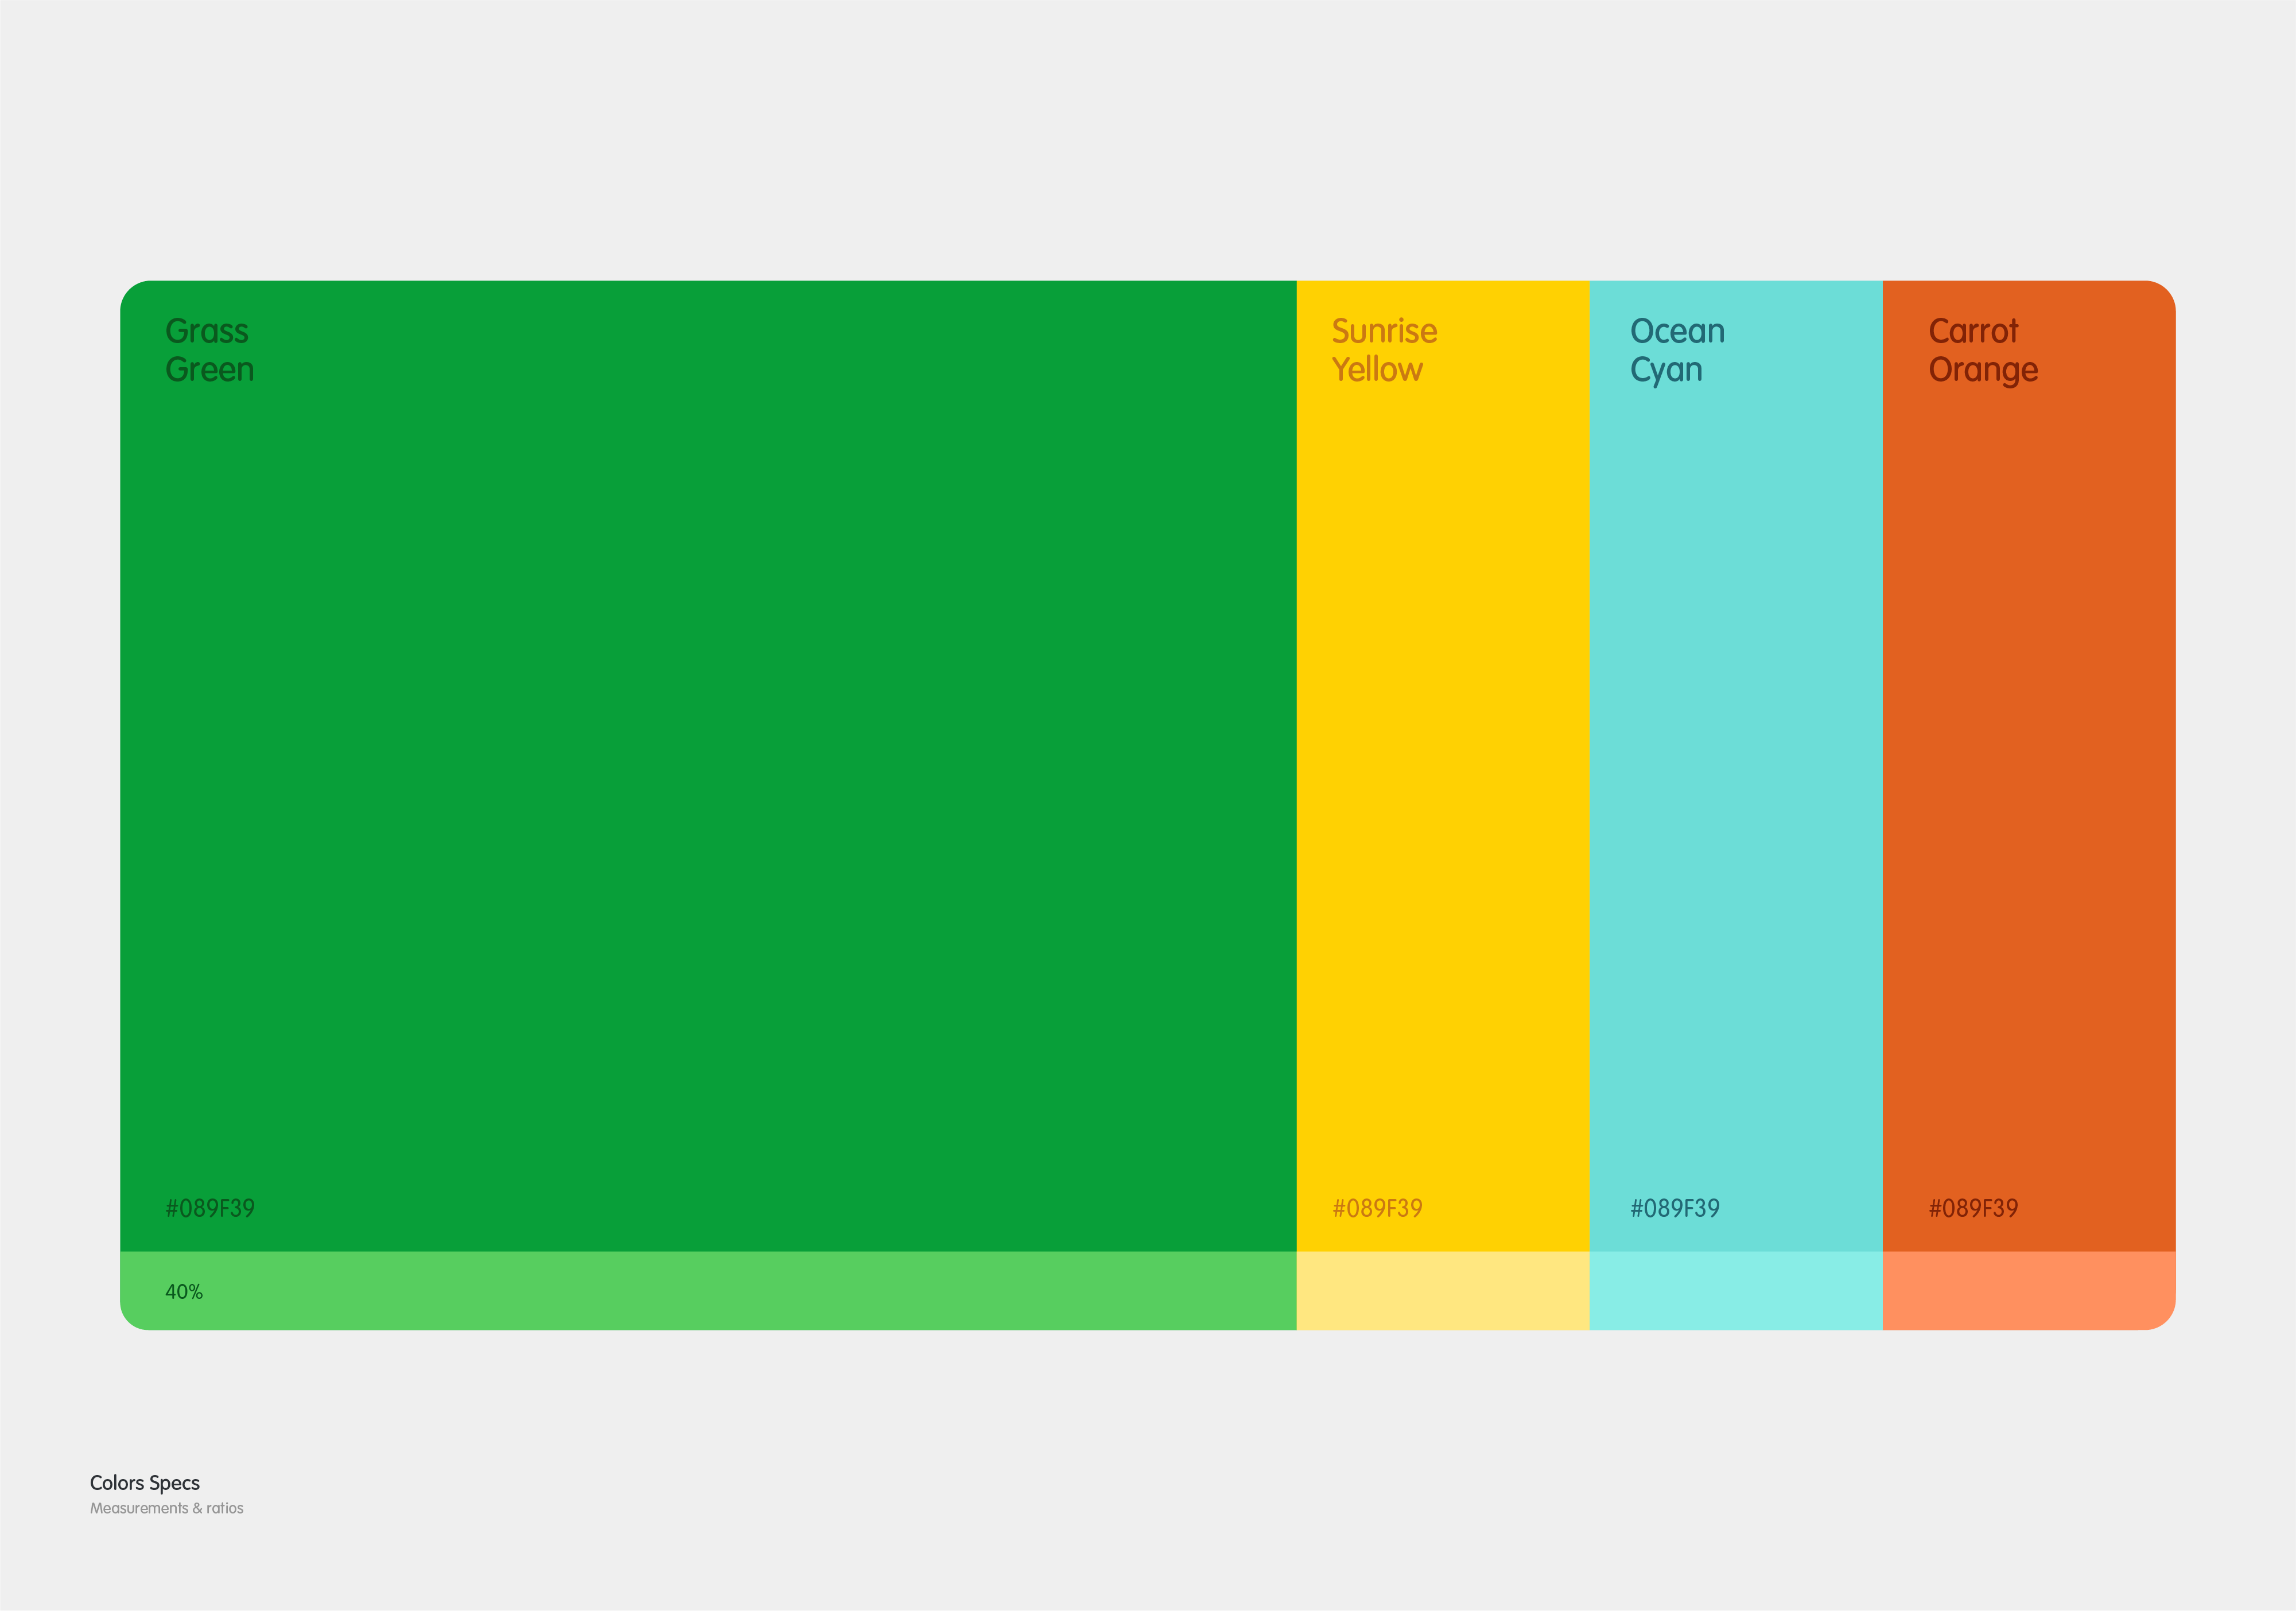 Grass
Green
Sunrise
Yellow
Ocean
Cyan
Carrot
Orange
#089F39
#089F39
#089F39
#089F39
40%
Colors Specs
Measurements & ratios